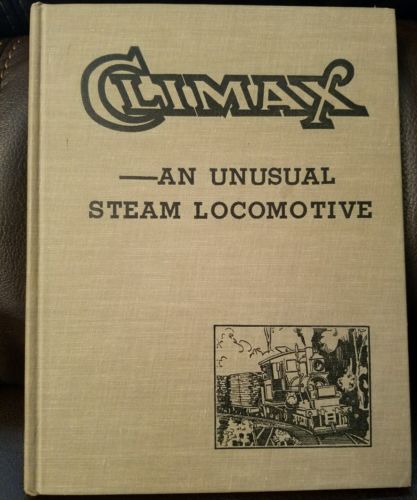 CLIMAX
—AN UNUSUAL
STEAM LOCOMOTIVE